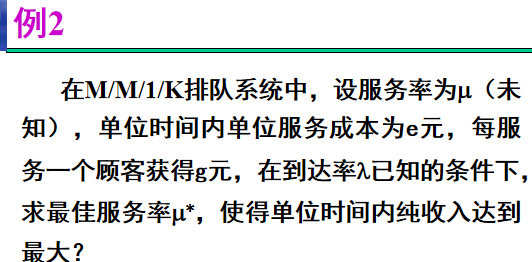 例2
在M/M/1/K排队系统中，设服务率为μ（未
知），单位时间内单位服务成本为e元，每服
务一个顾客获得g元，在到达率λ已知的条件下，
求最佳服务率μ*，使得单位时间内纯收入达到
最大？